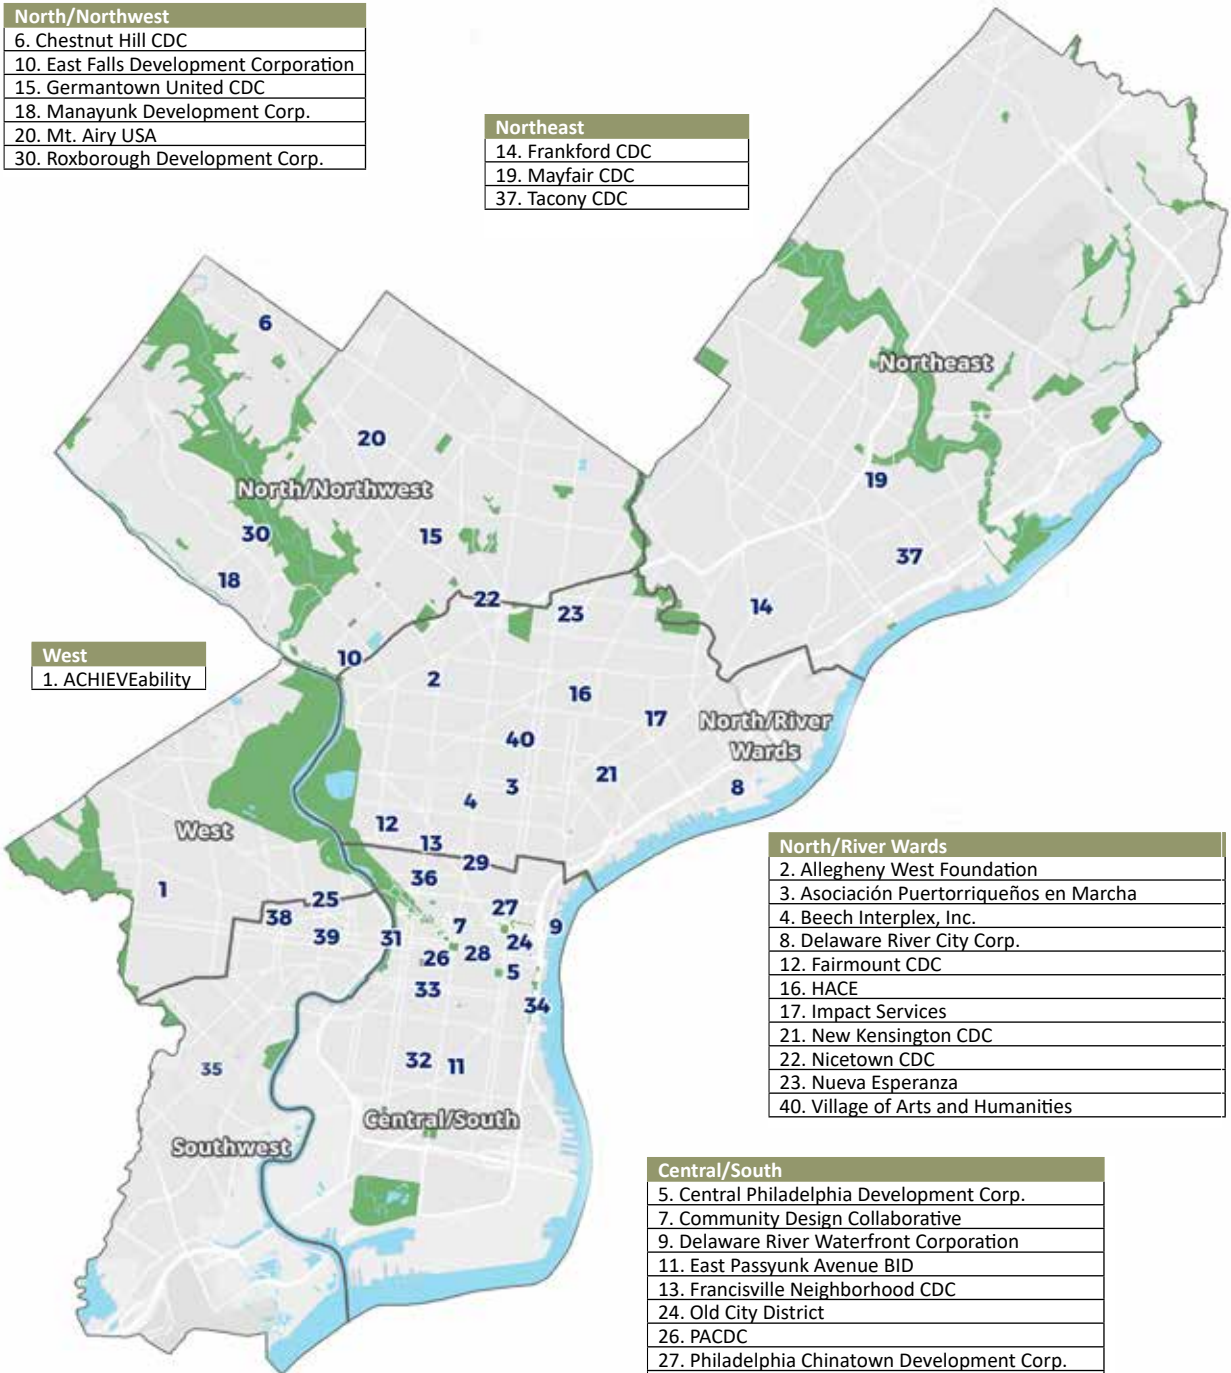 North/Northwest
6. Chestnut Hill CDC
10. East Falls Development Corporation
15. Germantown United CDC
18. Manayunk Development Corp.
20. Mt. Airy USA
30. Roxborough Development Corp.
Northeast
14. Frankford CDC
19. Mayfair CDC
37. Tacony CDC
6
Northeast
20
19
North/Northwest
30
15
37
18
22
23
14
West
1. ACHIEVEability
10
2
16
17
North/River
Wards
40
21
3
8
4
12
West
13
29
North/River Wards
2. Allegheny West Foundation
3. Asociación Puertorriqueños en Marcha
4. Beech Interplex, Inc.
8. Delaware River City Corp.
12. Fairmount CDC
16. HACE
17. Impact Services
21. New Kensington CDC
22. Nicetown CDC
23. Nueva Esperanza
40. Village of Arts and Humanities
36
1
25
38
27
7
9
39
31
24
26
28
5
33
34
32
11
35
Central/South
Southwest
Central/South
5. Central Philadelphia Development Corp.
7. Community Design Collaborative
9. Delaware River Waterfront Corporation
11. East Passyunk Avenue BID
13. Francisville Neighborhood CDC
24. Old City District
26. PACDC
27. Philadelphia Chinatown Development Corp.